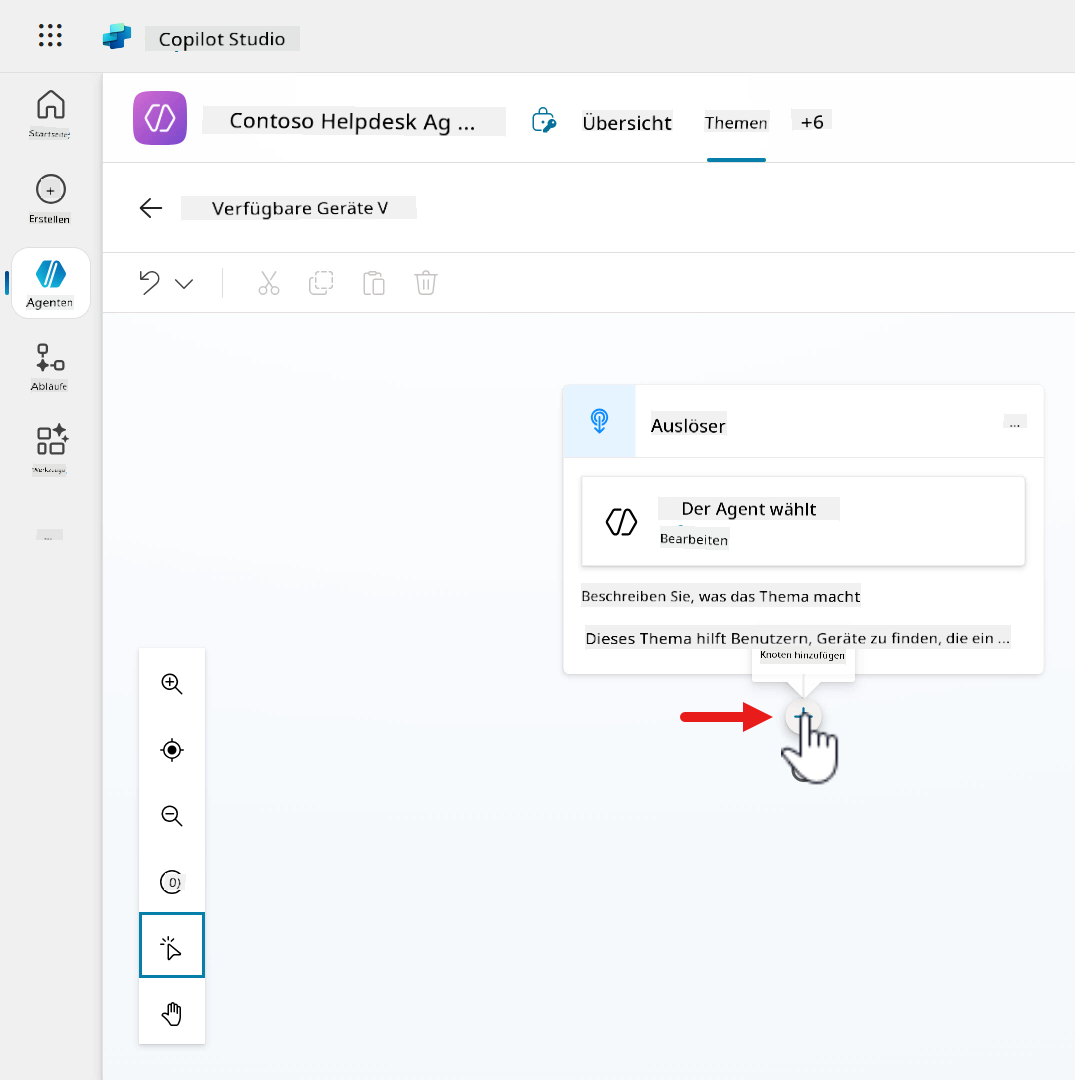 Copilot Studio
Startseite
Contoso Helpdesk Ag ...
Übersicht
Themen
+6
Erstellen
Verfügbare Geräte V
Agenten
Abläufe
Auslöser
...
Der Agent wählt
Bearbeiten
Werkzeuge
...
Beschreiben Sie, was das Thema macht
Dieses Thema hilft Benutzern, Geräte zu finden, die ein ...
Knoten hinzufügen
0)